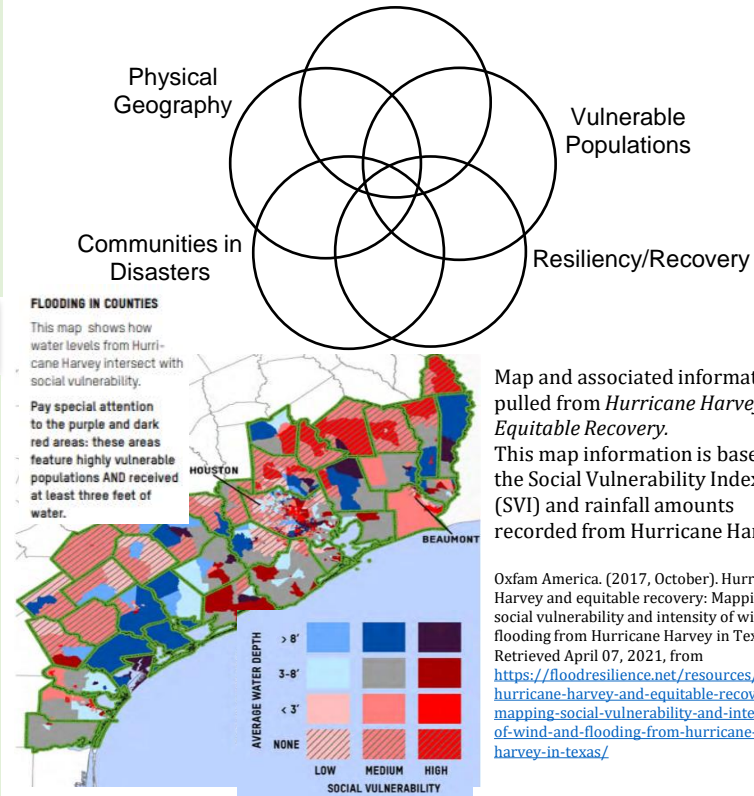 Physical
Geography
Vulnerable
Populations
Communities in
Disasters
Resiliency/Recovery
FLOODING IN COUNTIES
This map shows how
water levels from Hurri-
cane Harvey intersect with
social vulnerability.
Pay special attention
to the purple and dark
red areas: these areas
feature highly vulnerable
populations AND received
at least three feet of
water.
HOUSTON
BEAUMONT
AVERAGE WATER DEPTH
> 8'
3-8'
< 3'
NONE
LOW MEDIUM HIGH
SOCIAL VULNERABILITY
Map and associated informat
pulled from Hurricane Harvey
Equitable Recovery.
This map information is base
the Social Vulnerability Index
(SVI) and rainfall amounts
recorded from Hurricane Har
Oxfam America. (2017, October). Hurr
Harvey and equitable recovery: Mappi
social vulnerability and intensity of wi
flooding from Hurricane Harvey in Tex
Retrieved April 07, 2021, from
https://floodresilience.net/resources/
hurricane-harvey-and-equitable-recov
mapping-social-vulnerability-and-inte
of-wind-and-flooding-from-hurricane-
harvey-in-texas/